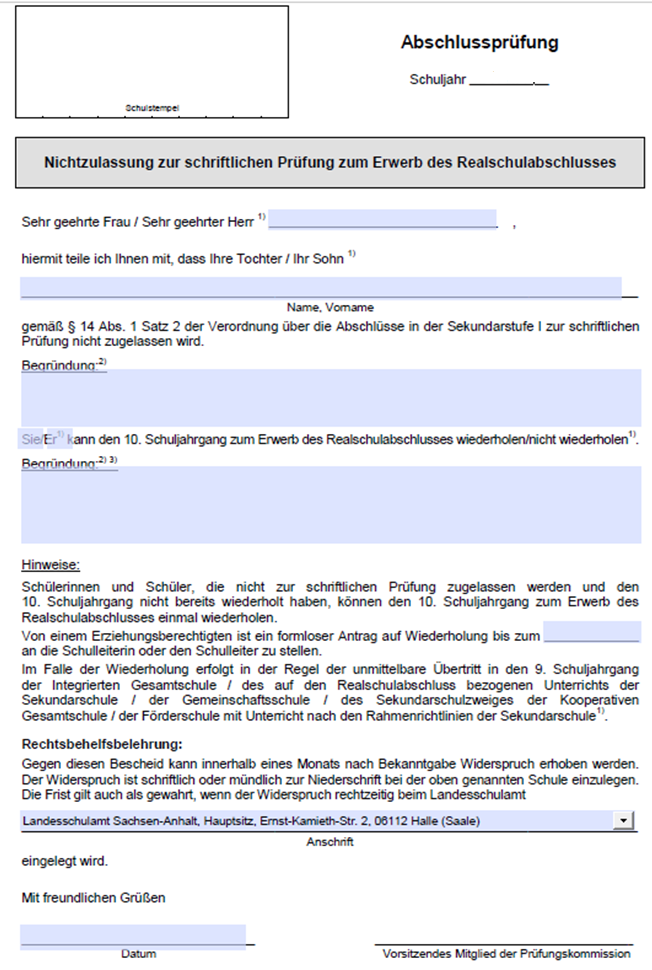 Abschlussprüfung
Schuljahr
Schulstempel
Nichtzulassung zur schriftlichen Prüfung zum Erwerb des Realschulabschlusses
Sehr geehrte Frau / Sehr geehrter Herr 1) ,
hiermit teile ich Ihnen mit, dass Ihre Tochter / Ihr Sohn 1)
Name, Vorname
gemäß § 14 Abs. 1 Satz 2 der Verordnung über die Abschlüsse in der Sekundarstufe I zur schriftlichen
Prüfung nicht zugelassen wird.
Begründung:2)
Sie/Er1) kann den 10. Schuljahrgang zum Erwerb des Realschulabschlusses wiederholen/nicht wiederholen1).
Begründung:2) 3)
Hinweise:
Schülerinnen und Schüler, die nicht zur schriftlichen Prüfung zugelassen werden und den
10. Schuljahrgang nicht bereits wiederholt haben, können den 10. Schuljahrgang zum Erwerb des
Realschulabschlusses einmal wiederholen.
Von einem Erziehungsberechtigten ist ein formloser Antrag auf Wiederholung bis zum
an die Schulleiterin oder den Schulleiter zu stellen.
Im Falle der Wiederholung erfolgt in der Regel der unmittelbare Übertritt in den 9. Schuljahrgang
der Integrierten Gesamtschule / des auf den Realschulabschluss bezogenen Unterrichts der
Sekundarschule / der Gemeinschaftsschule / des Sekundarschulzweiges der Kooperativen
Gesamtschule / der Förderschule mit Unterricht nach den Rahmenrichtlinien der Sekundarschule1).
Rechtsbehelfsbelehrung:
Gegen diesen Bescheid kann innerhalb eines Monats nach Bekanntgabe Widerspruch erhoben werden.
Der Widerspruch ist schriftlich oder mündlich zur Niederschrift bei der oben genannten Schule einzulegen.
Die Frist gilt auch als gewahrt, wenn der Widerspruch rechtzeitig beim Landesschulamt
Landesschulamt Sachsen-Anhalt, Hauptsitz, Ernst-Kamieth-Str. 2, 06112 Halle (Saale)
Anschrift
eingelegt wird.
Mit freundlichen Grüßen
Datum
Vorsitzendes Mitglied der Prüfungskommission